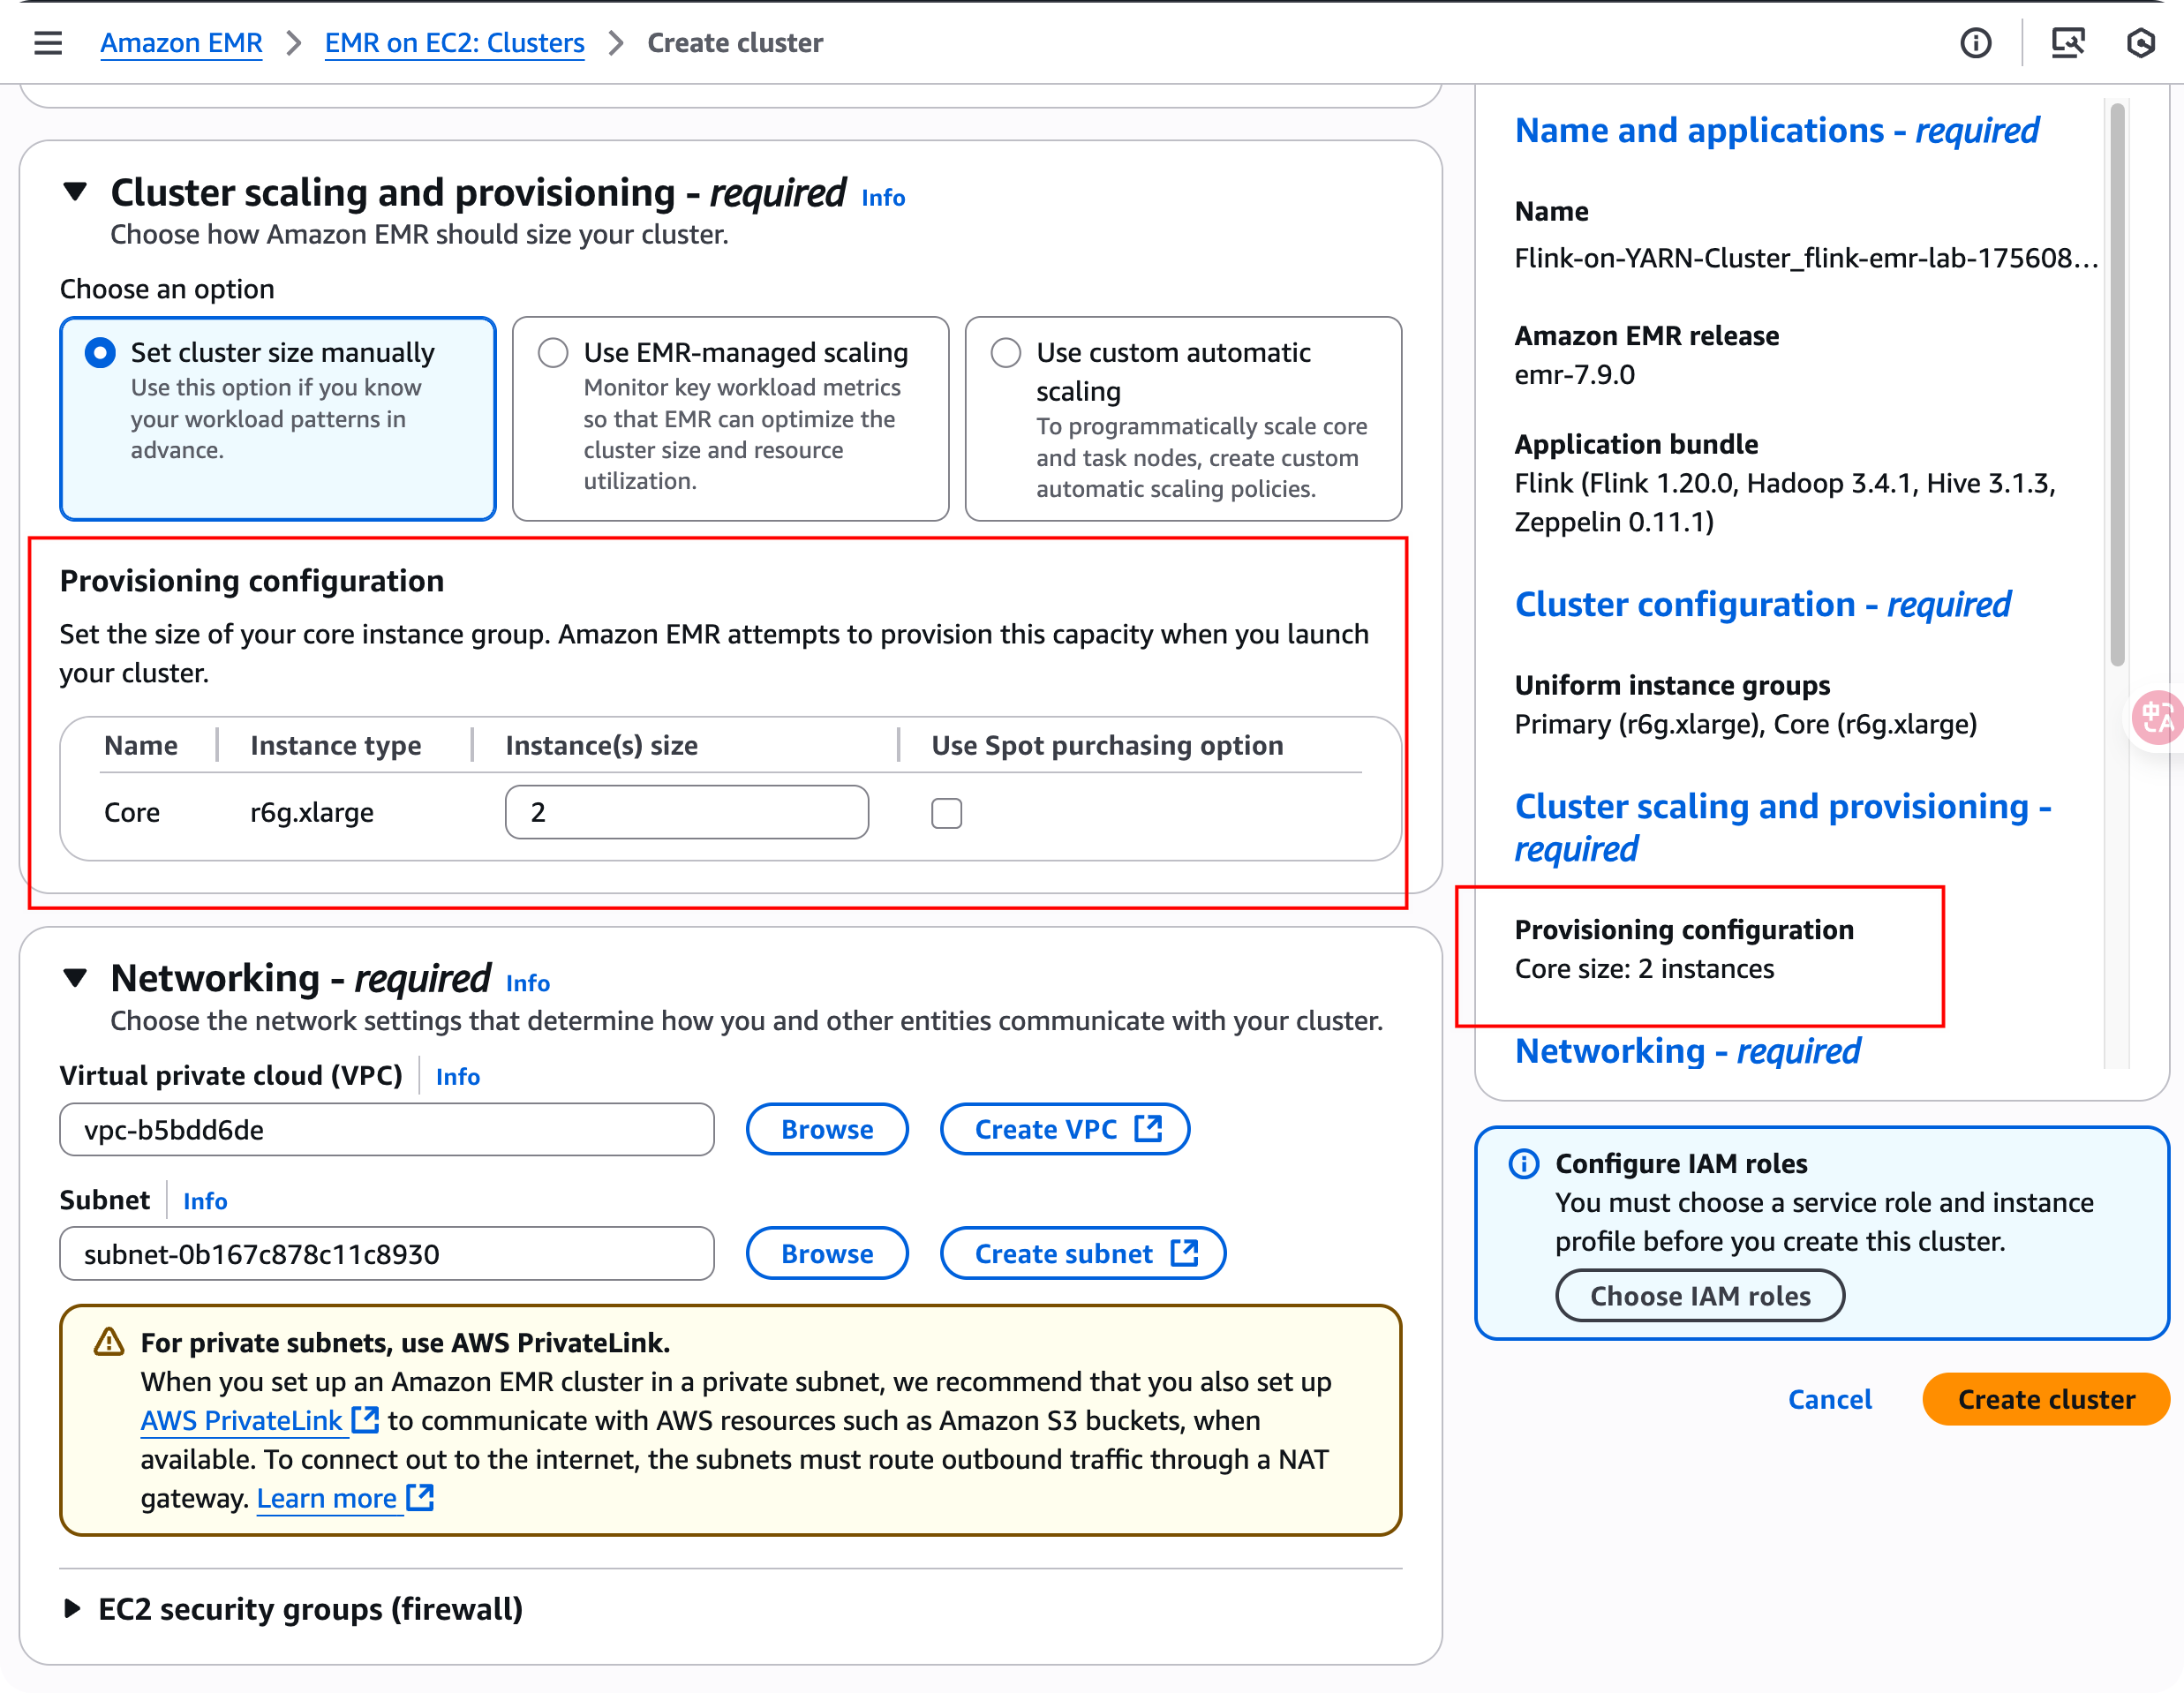 Amazon EMR
EMR on EC2: Clusters
Create cluster
Cluster scaling and provisioning - required Info
Choose how Amazon EMR should size your cluster.
Choose an option
Set cluster size manually
Use this option if you know
your workload patterns in
advance.
Use EMR-managed scaling
Monitor key workload metrics
so that EMR can optimize the
cluster size and resource
utilization.
Use custom automatic
scaling
To programmatically scale core
and task nodes, create custom
automatic scaling policies.
Provisioning configuration
Set the size of your core instance group. Amazon EMR attempts to provision this capacity when you launch
your cluster.
Name Instance type Instance(s) size Use Spot purchasing option
Core r6g.xlarge 2
Networking - required Info
Choose the network settings that determine how you and other entities communicate with your cluster.
Virtual private cloud (VPC) Info
vpc-b5bdd6de Browse Create VPC
Subnet Info
subnet-0b167c878c11c8930 Browse Create subnet
For private subnets, use AWS PrivateLink.
When you set up an Amazon EMR cluster in a private subnet, we recommend that you also set up
AWS PrivateLink to communicate with AWS resources such as Amazon S3 buckets, when
available. To connect out to the internet, the subnets must route outbound traffic through a NAT
gateway. Learn more
EC2 security groups (firewall)
Name and applications - required
Name
Flink-on-YARN-Cluster_flink-emr-lab-175608...
Amazon EMR release
emr-7.9.0
Application bundle
Flink (Flink 1.20.0, Hadoop 3.4.1, Hive 3.1.3,
Zeppelin 0.11.1)
Cluster configuration - required
Uniform instance groups
Primary (r6g.xlarge), Core (r6g.xlarge)
Cluster scaling and provisioning -
required
Provisioning configuration
Core size: 2 instances
Networking - required
中A
Configure IAM roles
You must choose a service role and instance
profile before you create this cluster.
Choose IAM roles
Cancel Create cluster